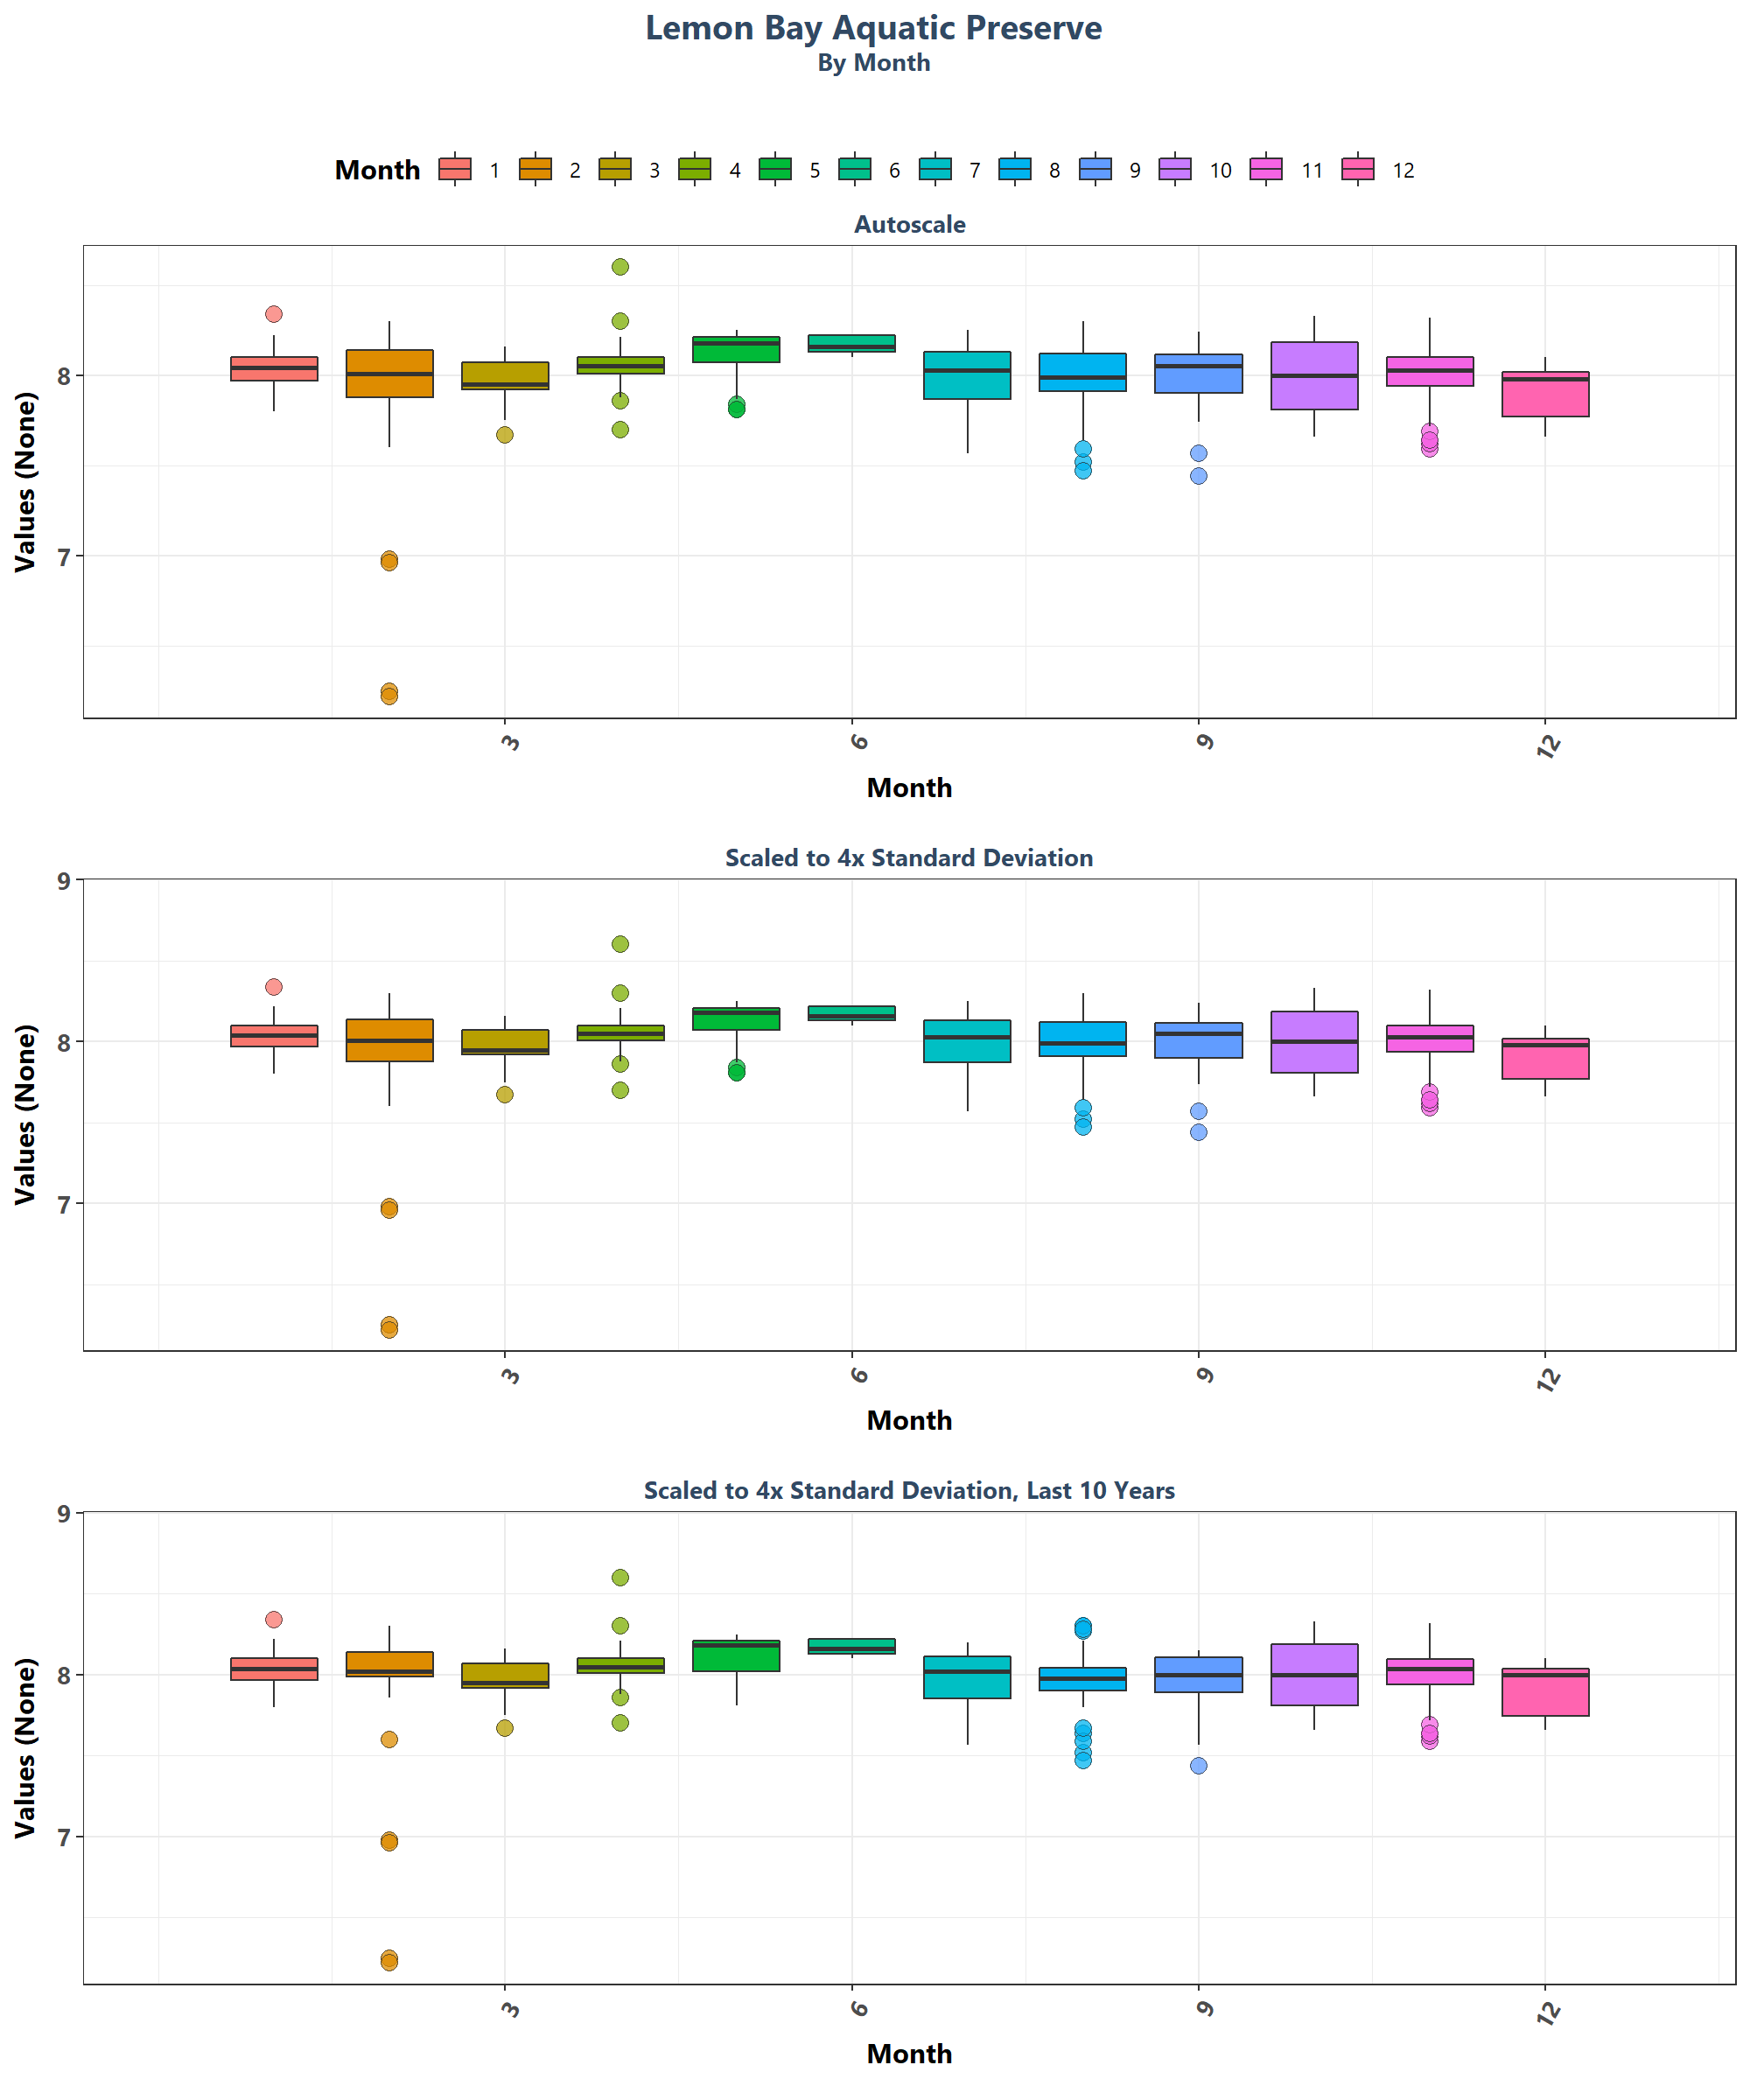 Lemon Bay Aquatic Preserve
By Month
Month 1 2 3 4 5 6 7 8 9 10 11 12
Autoscale
Values (None)
8
7
3 6 9 12
Month
Scaled to 4x Standard Deviation
Values (None)
9
8
7
3 6 9 12
Month
Scaled to 4x Standard Deviation, Last 10 Years
Values (None)
9
8
7
3 6 9 12
Month